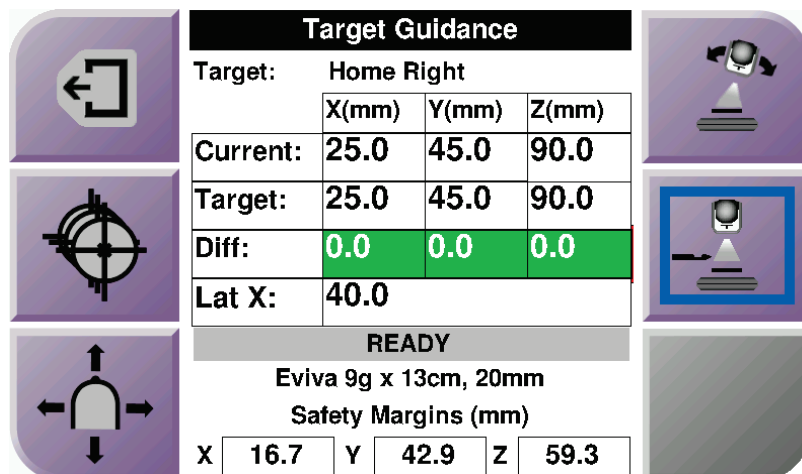 Target Guidance
Target: Home Right
X(mm) Y(mm) Z(mm)
Current: 25.0 45.0 90.0
Target: 25.0 45.0 90.0
Diff: 0.0 0.0 0.0
Lat X: 40.0
READY
Eviva 9g x 13cm, 20mm
Safety Margins (mm)
X 16.7 Y 42.9 Z 59.3